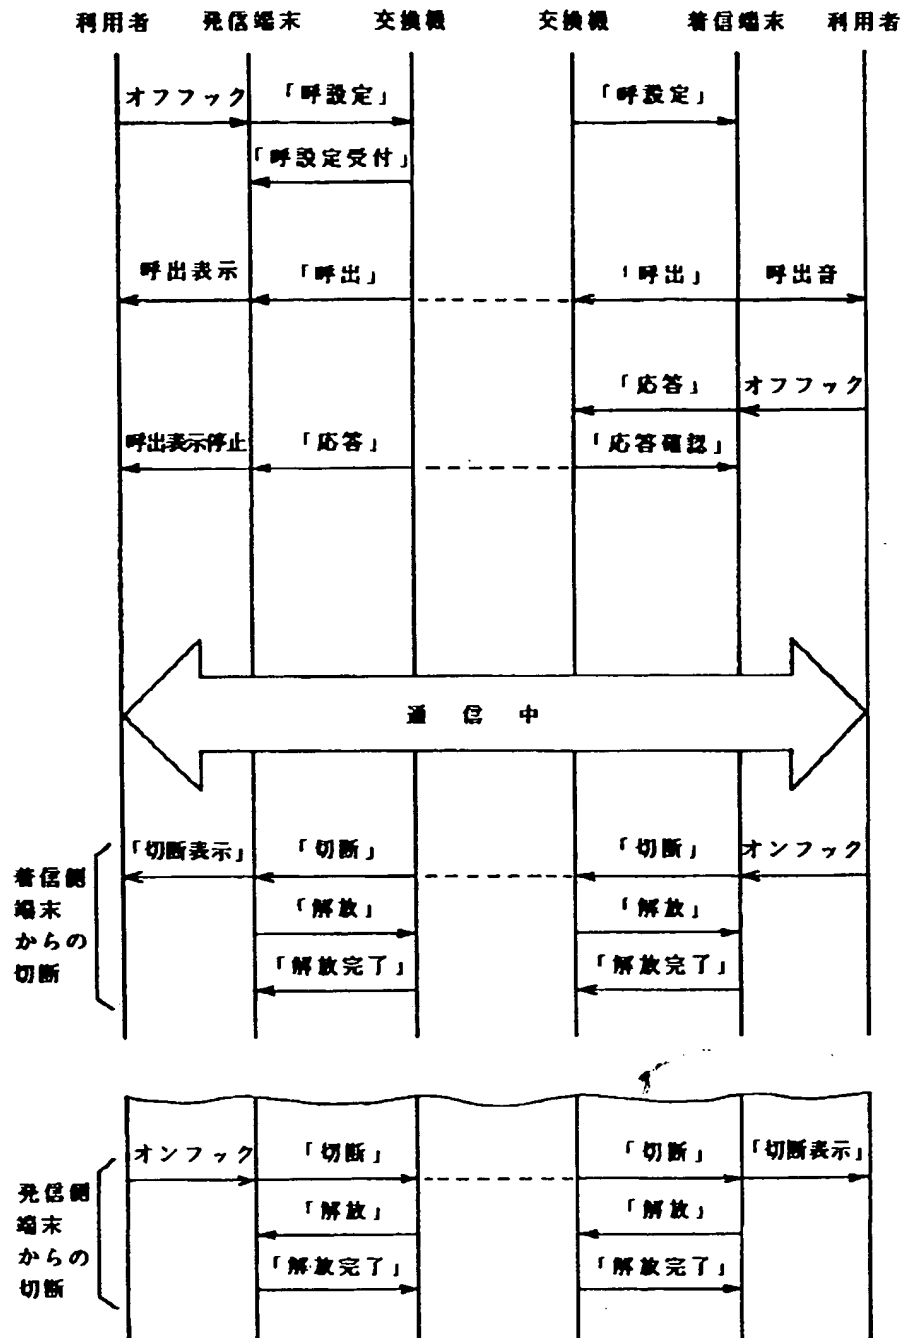 利用者 発信端末 交換機 交換機 着信端末 利用者
オフフック 「呼設定」 「呼設定」
「呼設定受付」
呼出表示 「呼出」 「呼出」 呼出音
「応答」 オフフック
呼出表示停止 「応答」 「応答確認」
通信中
「切断表示」 「切断」 「切断」 オンフック
着信側
端末
からの
切断
「解放」 「解放」
「解放完了」 「解放完了」
オンフック 「切断」 「切断」 「切断表示」
発信側
端末
からの
切断
「解放」 「解放」
「解放完了」 「解放完了」